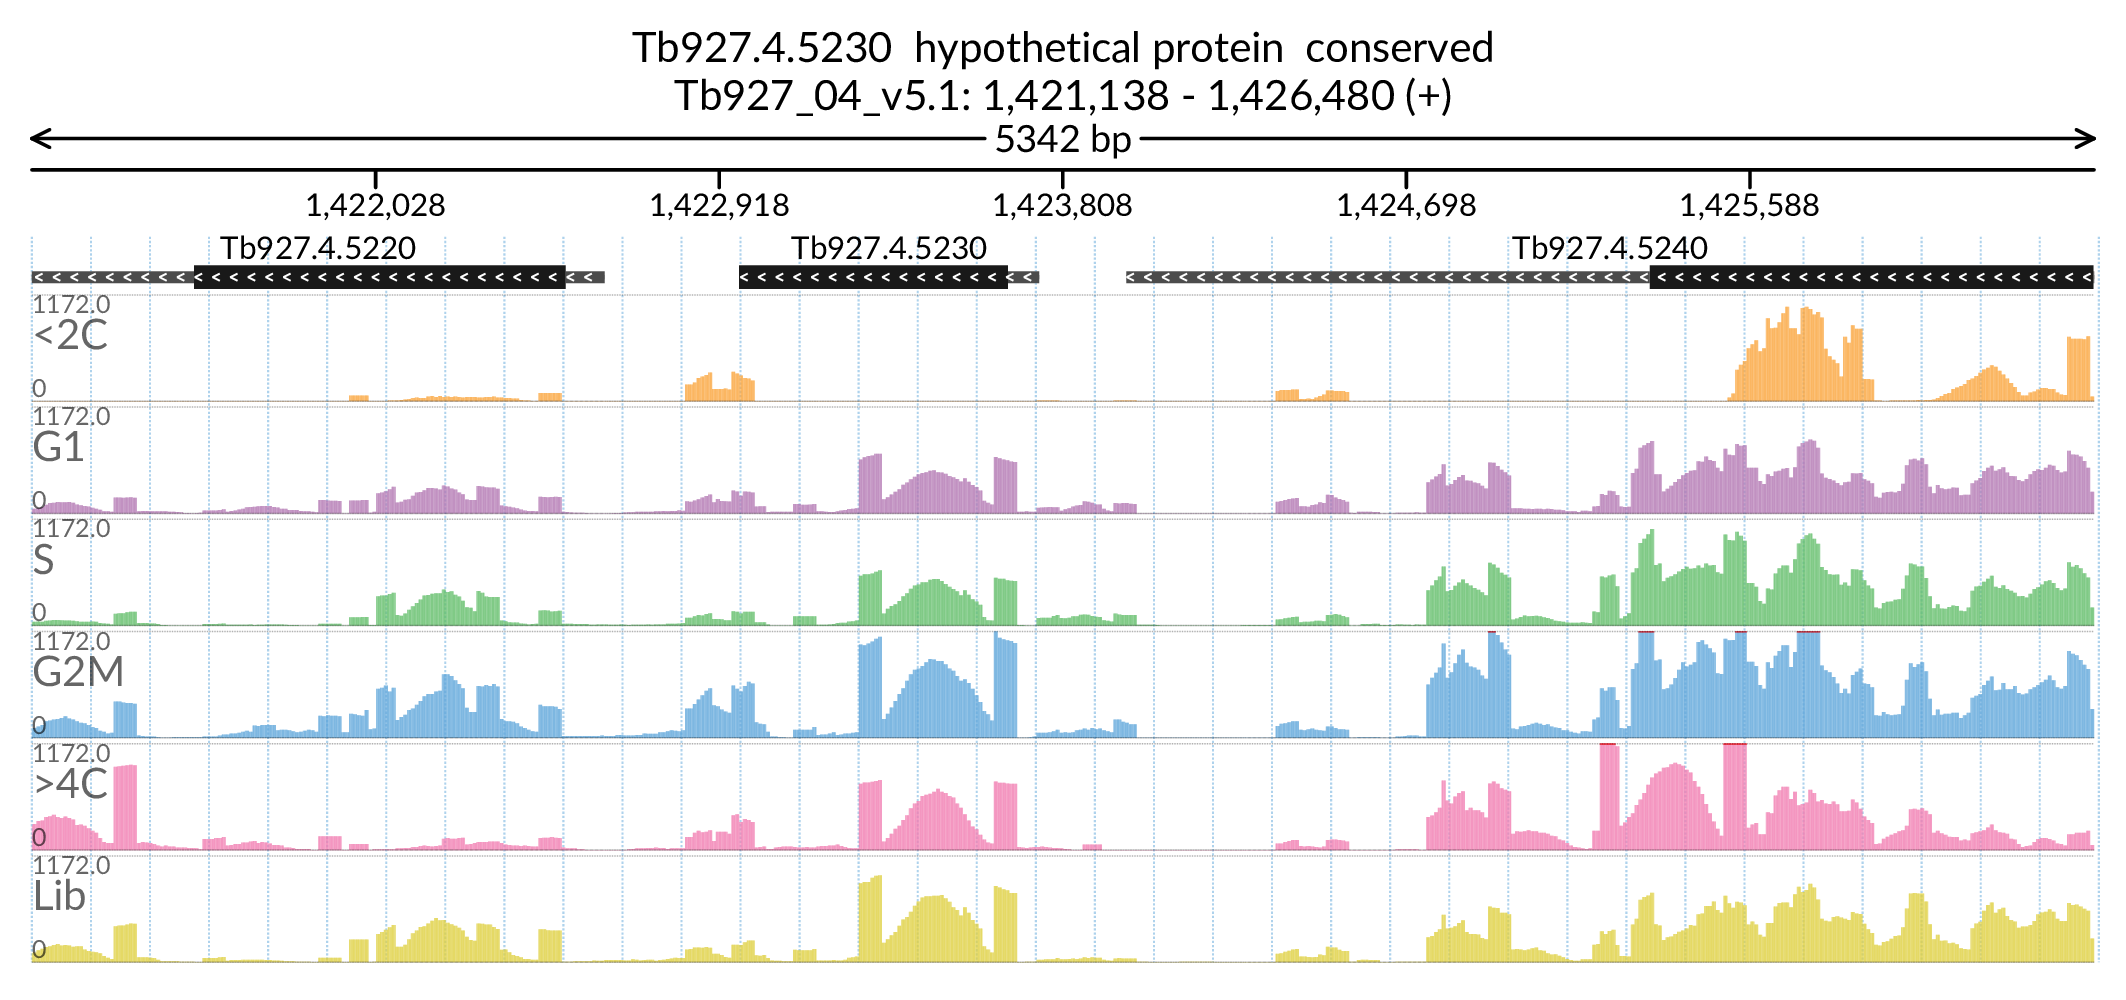 Tb927.4.5230  hypothetical protein  conserved
Tb927_04_v5.1: 1,421,138 - 1,426,480 (+)
5342 bp
1,422,028 1,422,918 1,423,808 1,424,698 1,425,588
Tb927.4.5220 Tb927.4.5230 Tb927.4.5240
1172.0
<2C
0
1172.0
G1
0
1172.0
S
0
1172.0
G2M
0
1172.0
>4C
0
1172.0
Lib
0